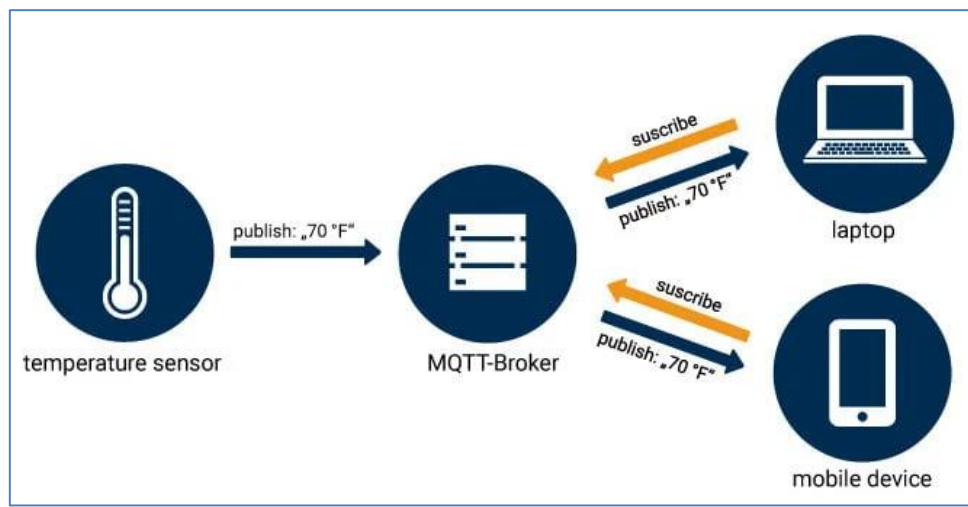 temperature sensor
publish: „70 °F“
MQTT-Broker
suscribe
publish: „70 °F“
laptop
suscribe
publish: „70 °F“
mobile device